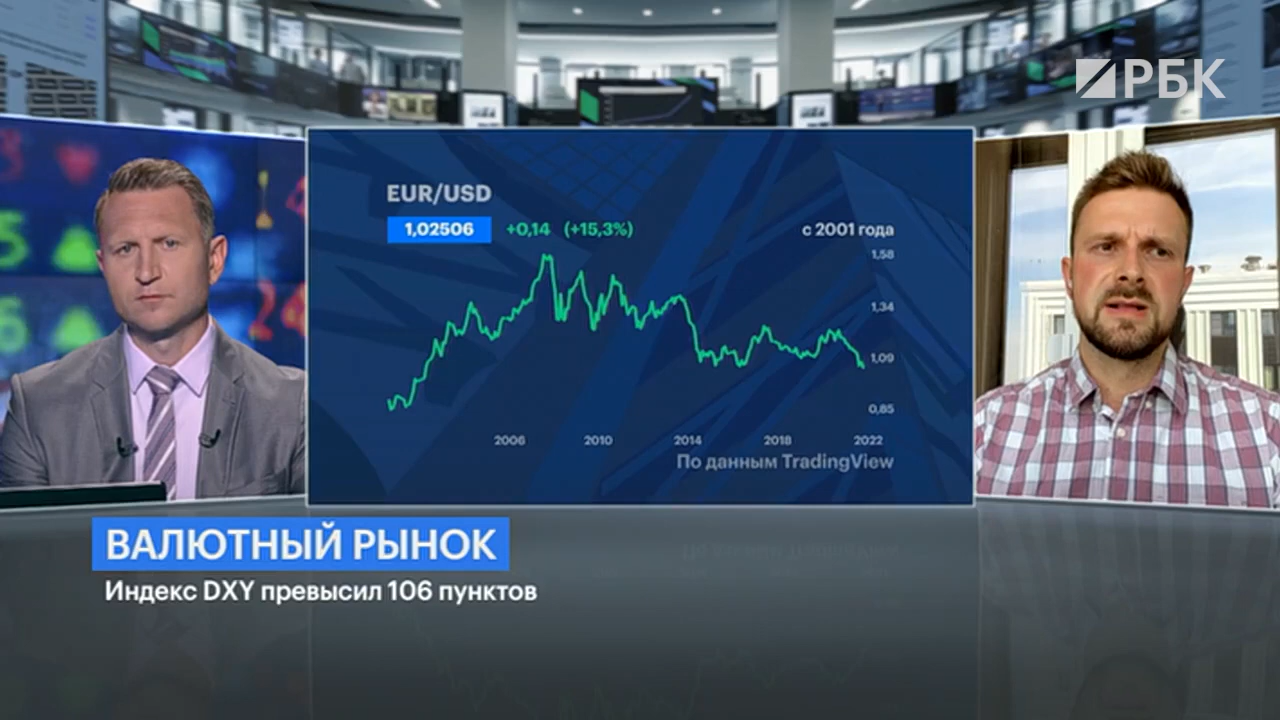 РБК
EUR/USD
1,02506 +0,14 (+15,3%)
с 2001 года
1,58
1,34
1,09
0,85
2006 2010 2014 2018 2022
По данным TradingView
ВАЛЮТНЫЙ РЫНОК
Индекс DXY превысил 106 пунктов